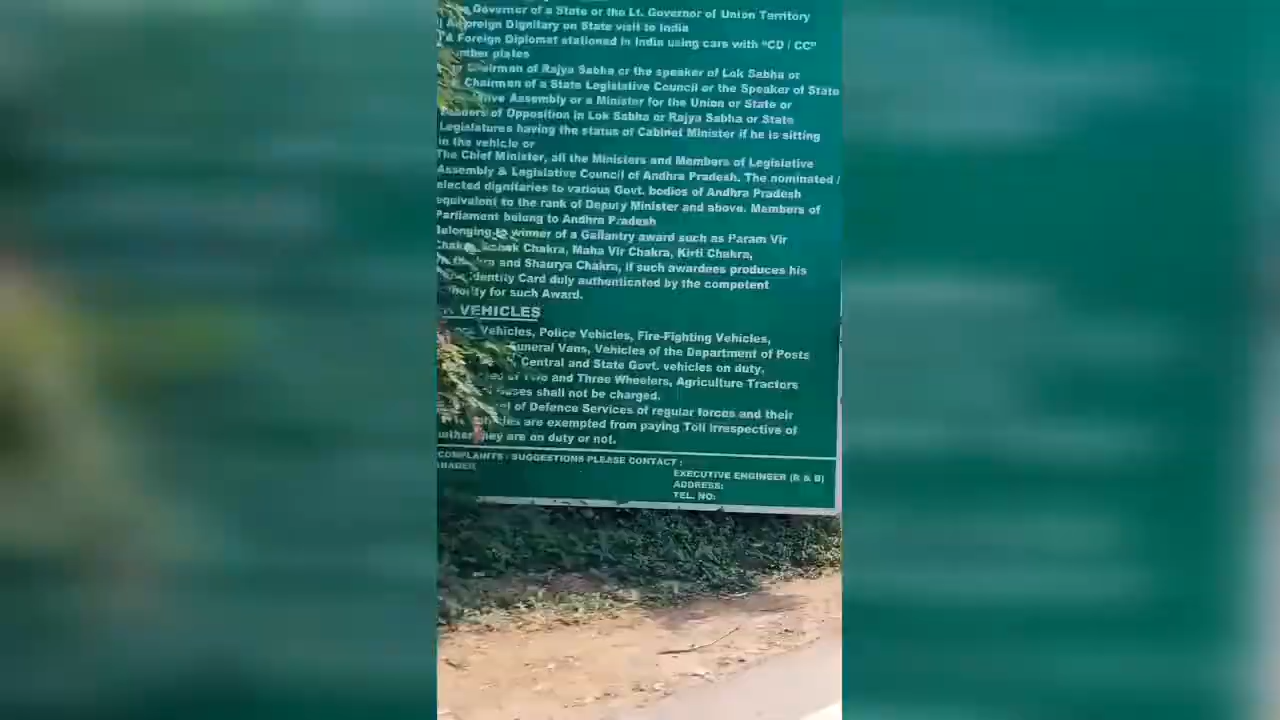 Governor of a State or the Lt. Governor of Union Territory
Foreign Dignitary on State visit to India
A Foreign Diplomat stationed in India using cars with "CD / CC"
plates
Chairman of Rajya Sabha or the speaker of Lok Sabha or
Chairman of a State Legislative Council or the Speaker of State
Assembly or a Minister for the Union or State or
of Opposition in Lok Sabha or Rajya Sabha or State
Legislatures having the status of Cabinet Minister if he is sitting
in the vehicle or
The Chief Minister, all the Ministers and Members of Legislative
Assembly & Legislative Council of Andhra Pradesh. The nominated /
elected dignitaries to various Govt. bodies of Andhra Pradesh
equivalent to the rank of Deputy Minister and above. Members of
Parliament belong to Andhra Pradesh
Belonging to winner of a Gallantry award such as Param Vir
Chakra, Ashok Chakra, Maha Vir Chakra, Kirti Chakra,
and Shaurya Chakra, if such awardees produces his
Identity Card duly authenticated by the competent
for such Award.
VEHICLES
Vehicles, Police Vehicles, Fire-Fighting Vehicles,
Funeral Vans, Vehicles of the Department of Posts
Central and State Govt. vehicles on duty,
of Two and Three Wheelers, Agriculture Tractors
shall not be charged.
of Defence Services of regular forces and their
are exempted from paying Toll irrespective of
they are on duty or not.
COMPLAINTS / SUGGESTIONS PLEASE CONTACT :
EXECUTIVE ENGINEER (R & B)
ADDRESS:
TEL. NO: